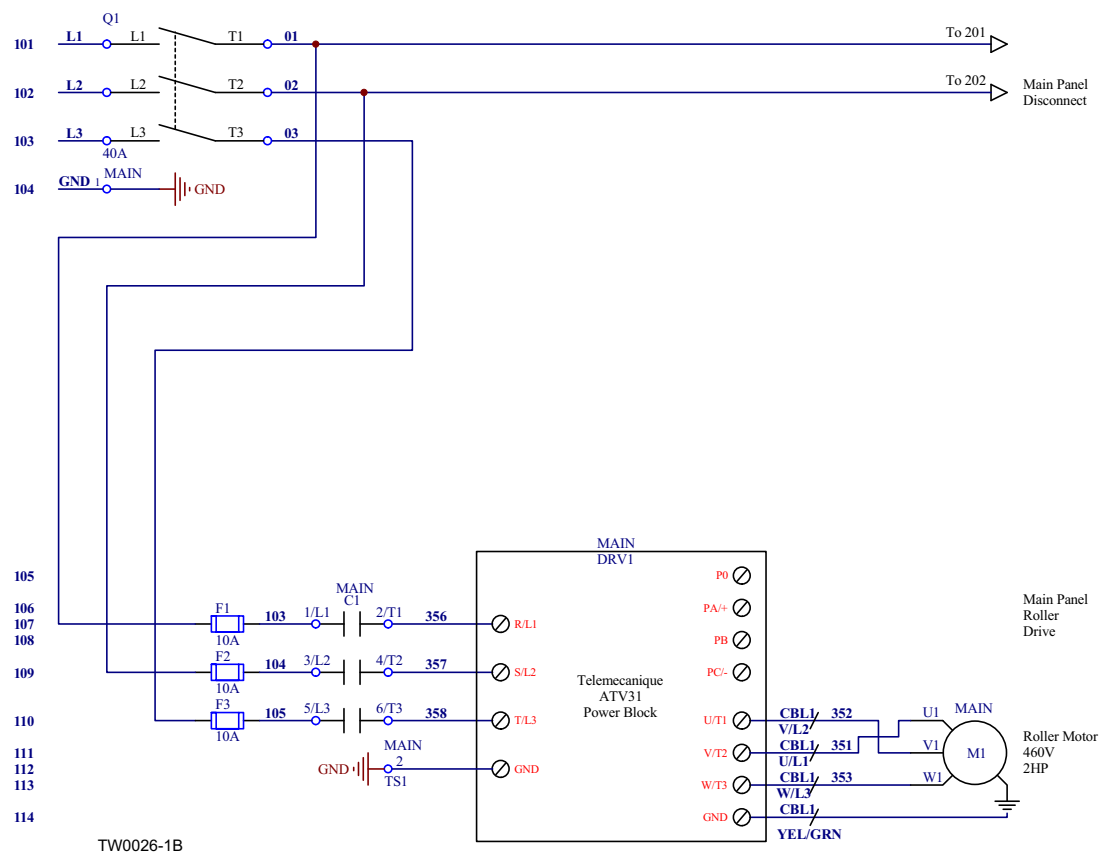 Q1
101 L1 L1 T1 01 To 201
102 L2 L2 T2 02 To 202
Main Panel
Disconnect
103 L3 L3 T3 03
40A
104 GND 1 MAIN
GND
MAIN
DRV1
105 P0
106 PA/+
107
108 PB
109
110
111
112
113
114
F1
10A
103 1/L1
MAIN
C1
2/T1 356 R/L1
F2
10A
104 3/L2 4/T2 357 S/L2
F3
10A
105 5/L3 6/T3 358 T/L3
GND
MAIN
2
TS1
GND
Telemecanique
ATV31
Power Block
PC/-
U/T1 CBL1 352
V/L2
V/T2 CBL1 351
U/L1
W/T3 CBL1 353
W/L3
GND CBL1
YEL/GRN
U1 MAIN
V1 M1
W1
Main Panel
Roller
Drive
Roller Motor
460V
2HP
TW0026-1B